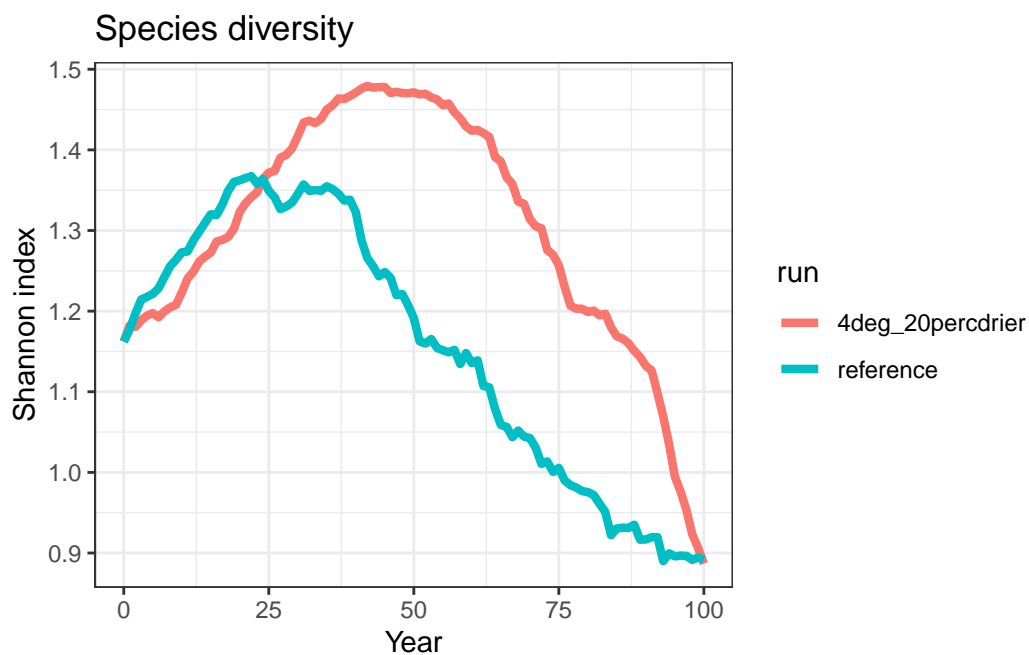 Species diversity
1.5
1.4
1.3
1.2
1.1
1.0
0.9
Shannon index
0
25
50
75
100
Year
run
4deg_20percdrier
reference